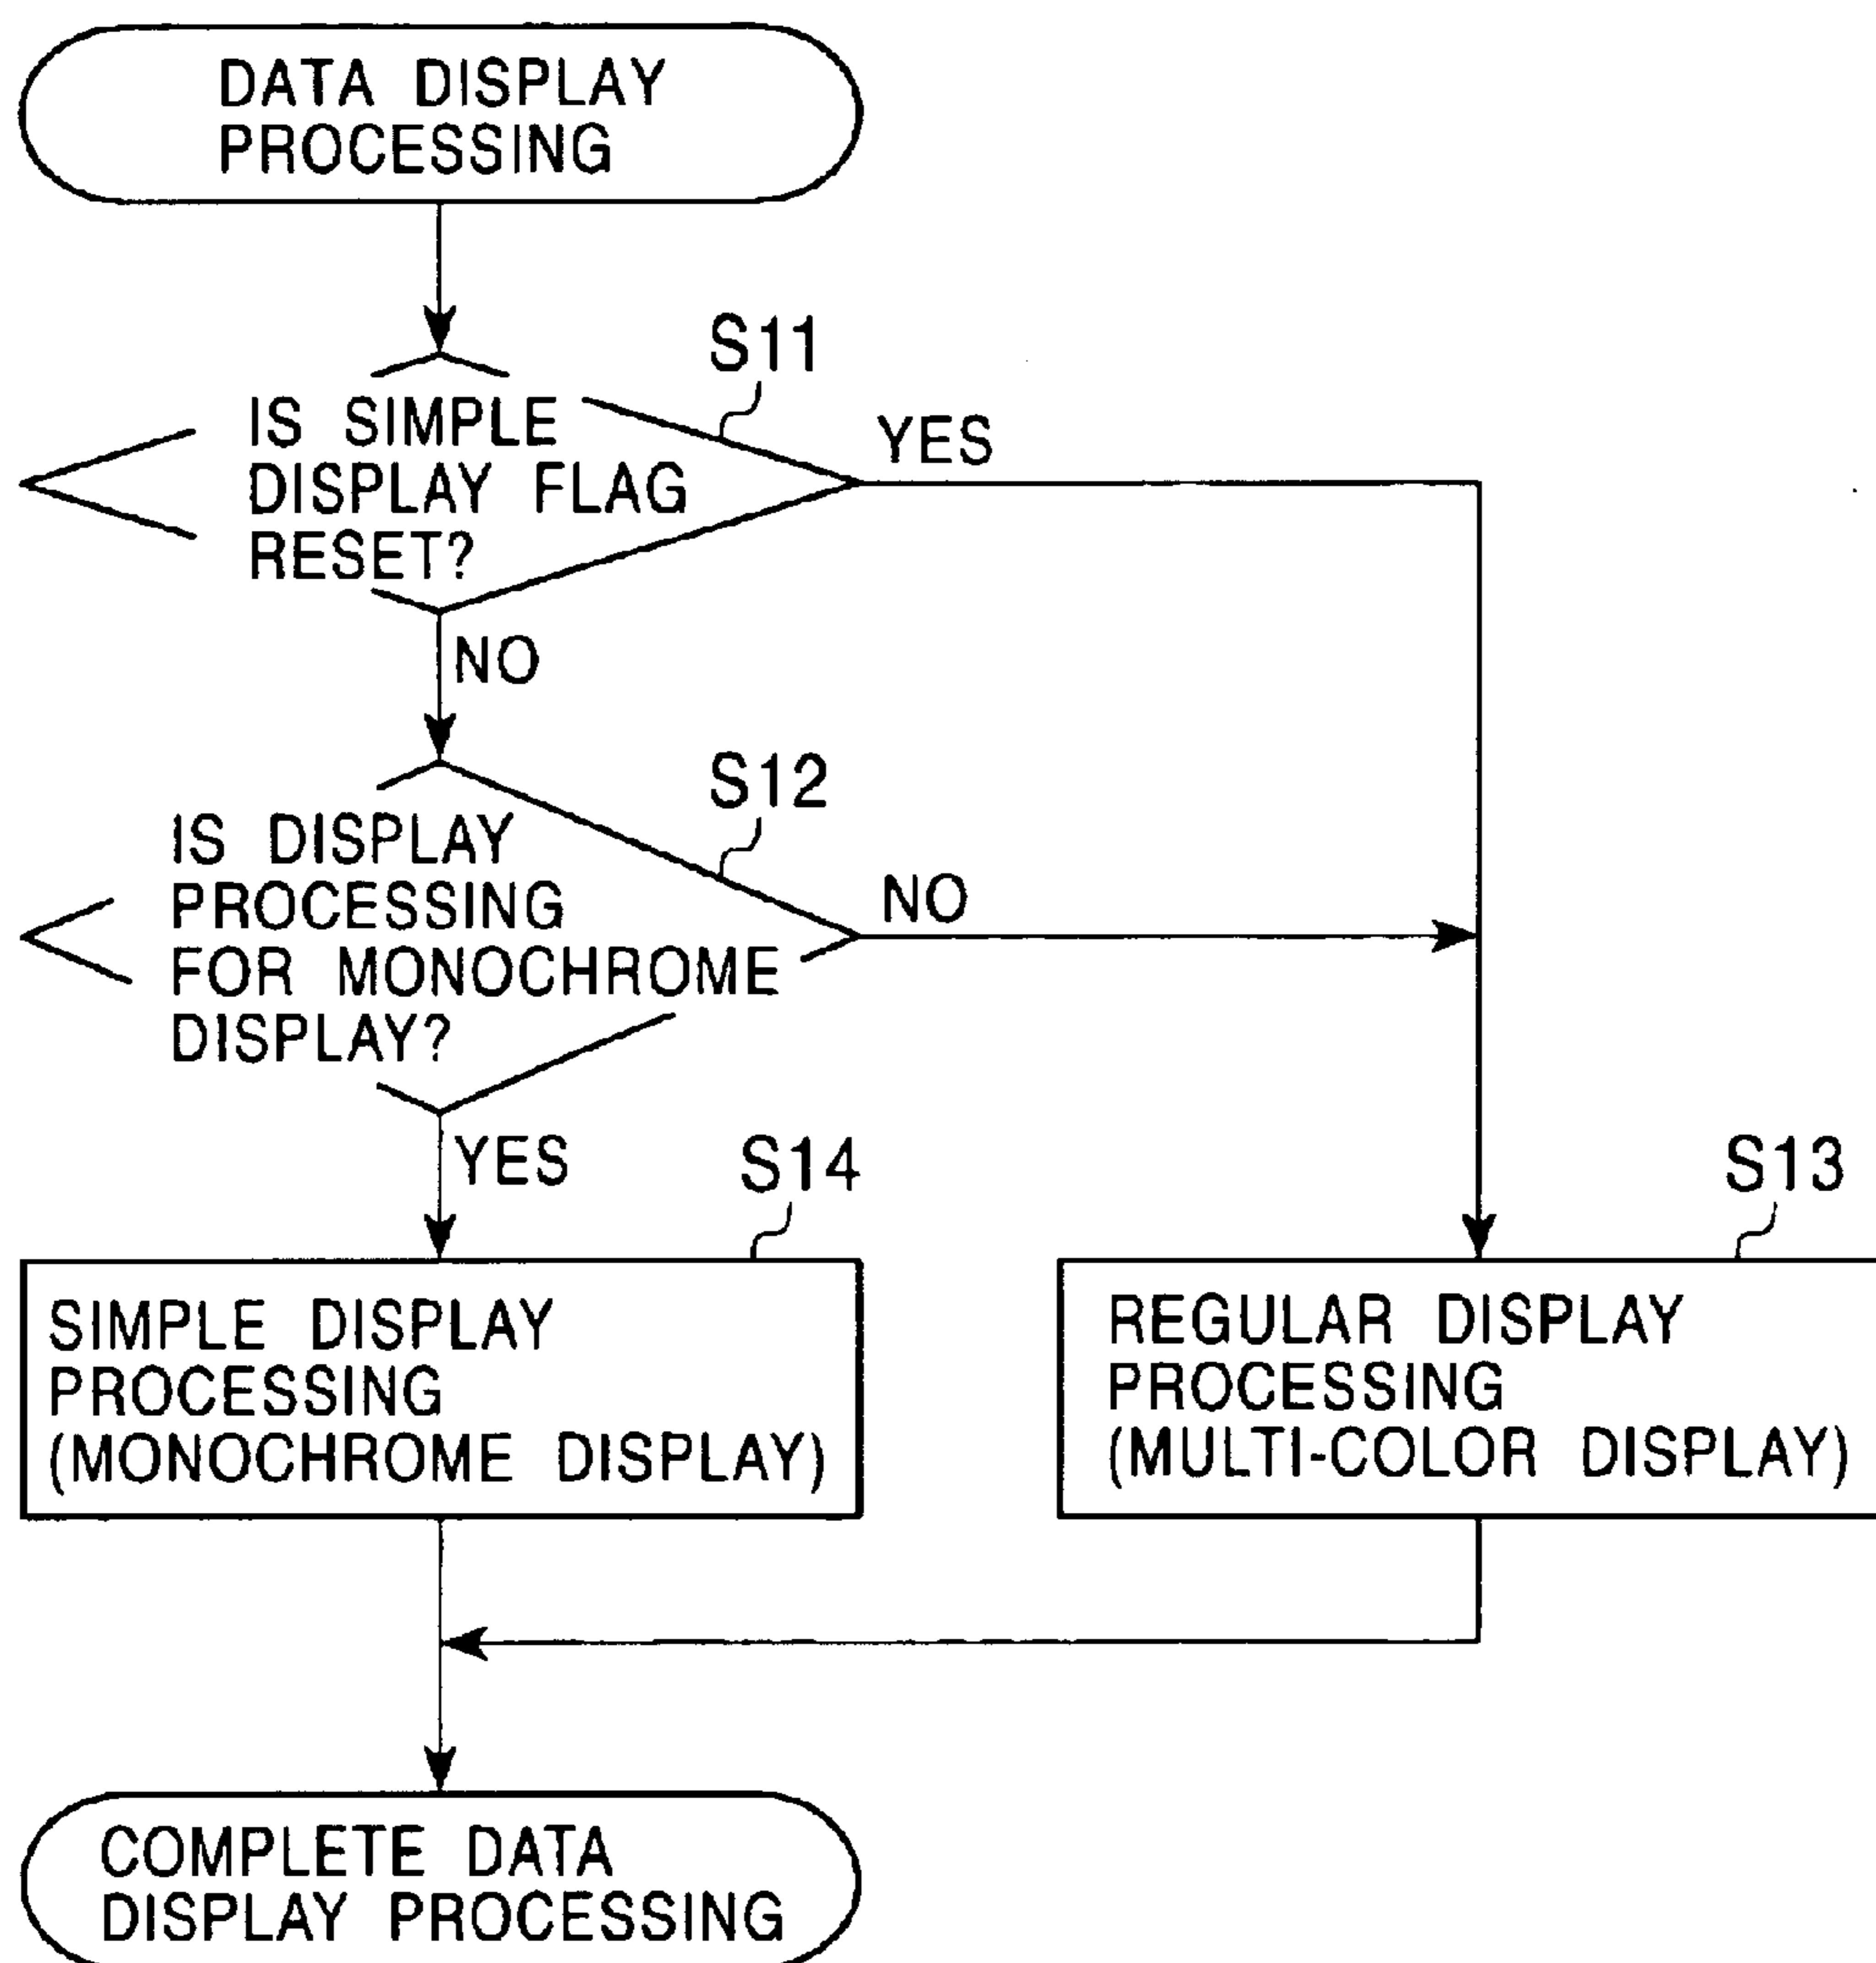 DATA DISPLAY
PROCESSING
S11
IS SIMPLE
DISPLAY FLAG
RESET?
YES
NO
S12
IS DISPLAY
PROCESSING
FOR MONOCHROME
DISPLAY?
NO
YES
S14
SIMPLE DISPLAY
PROCESSING
(MONOCHROME DISPLAY)
S13
REGULAR DISPLAY
PROCESSING
(MULTI-COLOR DISPLAY)
COMPLETE DATA
DISPLAY PROCESSING